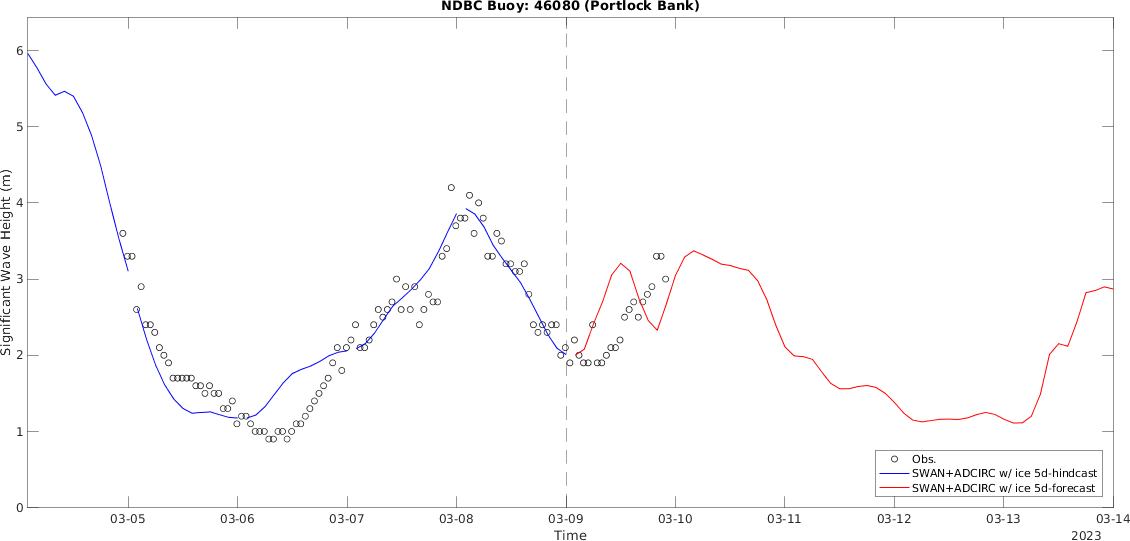 NDBC Buoy: 46080 (Portlock Bank)
6
5
4
3
2
1
0
Significant Wave Height (m)
03-05 03-06 03-07 03-08 03-09 03-10 03-11 03-12 03-13 03-14
Time
2023
Obs.
SWAN+ADCIRC w/ ice 5d-hindcast
SWAN+ADCIRC w/ ice 5d-forecast